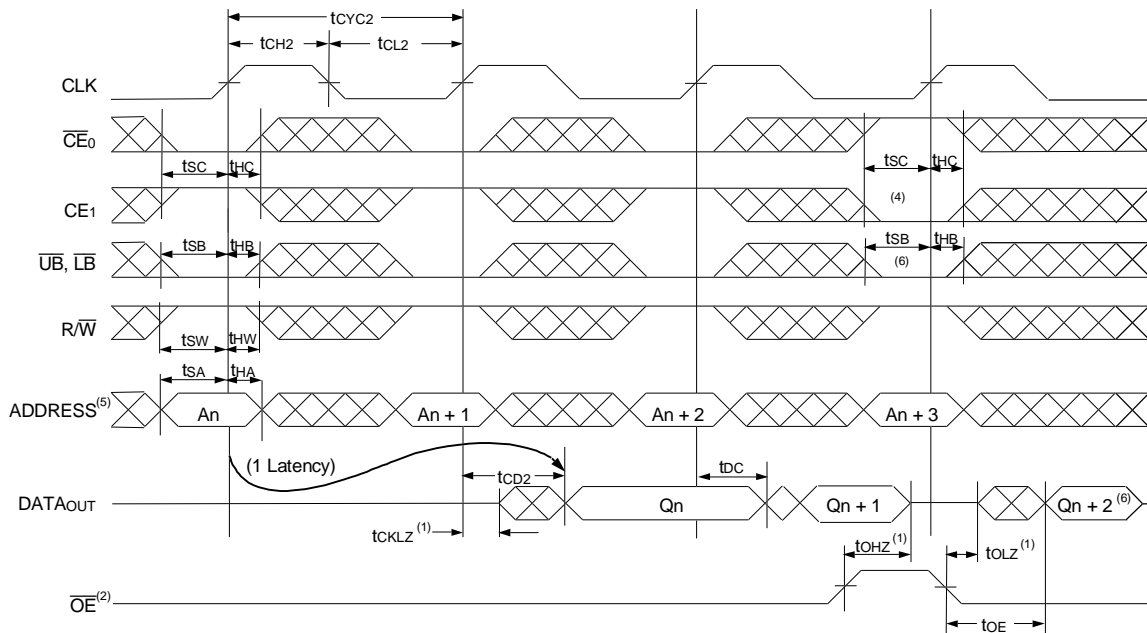 tCYC2
tCH2 tCL2
CLK
CE0
tSC tHC tSC tHC
CE1 (4)
tSB tHB tSB tHB
UB, LB (6)
R/W
tSW tHW
tSA tHA
ADDRESS(5) An An + 1 An + 2 An + 3
(1 Latency) tCD2 tDC
DATAOUT Qn Qn + 1 Qn + 2 (6)
tCKLZ (1) tOHZ (1) tOLZ (1)
OE(2)
tOE